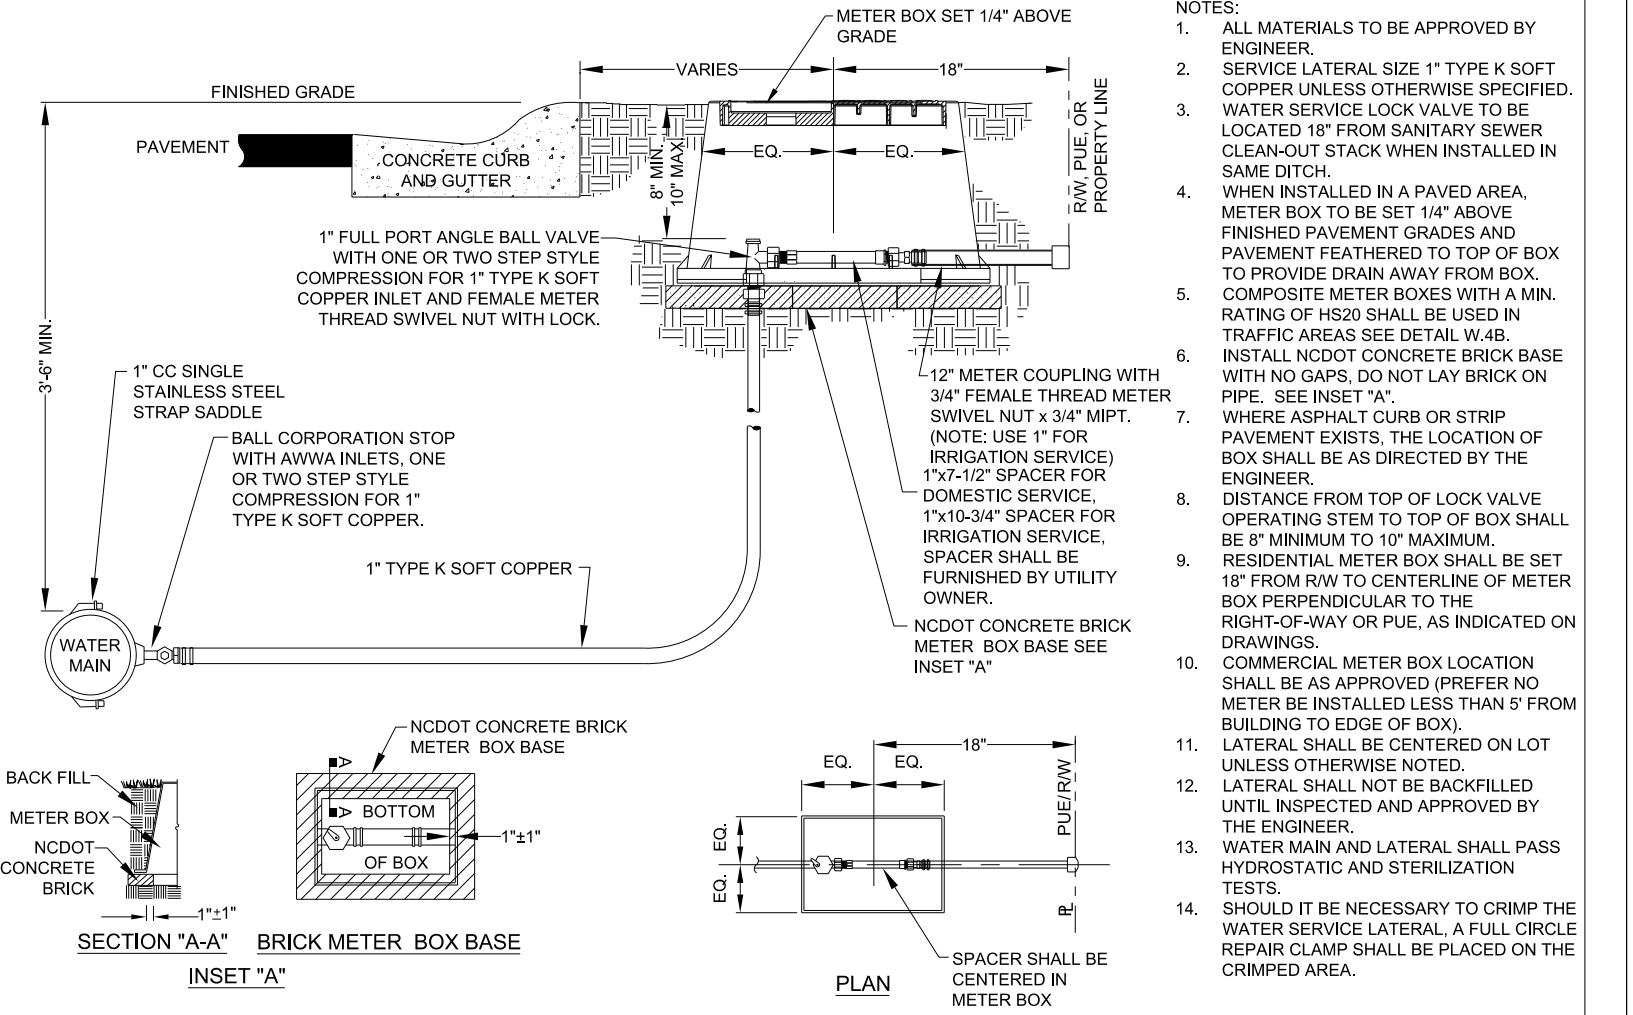 METER BOX SET 1/4" ABOVE
GRADE
VARIES
18"
FINISHED GRADE
PAVEMENT
CONCRETE CURB
AND GUTTER
8" MIN.
10" MAX.
EQ.
EQ.
R/W, PUE, OR
PROPERTY LINE
3'-6" MIN.
1" FULL PORT ANGLE BALL VALVE
WITH ONE OR TWO STEP STYLE
COMPRESSION FOR 1" TYPE K SOFT
COPPER INLET AND FEMALE METER
THREAD SWIVEL NUT WITH LOCK.
1" CC SINGLE
STAINLESS STEEL
STRAP SADDLE
BALL CORPORATION STOP
WITH AWWA INLETS, ONE
OR TWO STEP STYLE
COMPRESSION FOR 1"
TYPE K SOFT COPPER.
1" TYPE K SOFT COPPER
WATER
MAIN
12" METER COUPLING WITH
3/4" FEMALE THREAD METER
SWIVEL NUT x 3/4" MIPT.
(NOTE: USE 1" FOR
IRRIGATION SERVICE)
1"x7-1/2" SPACER FOR
DOMESTIC SERVICE,
1"x10-3/4" SPACER FOR
IRRIGATION SERVICE,
SPACER SHALL BE
FURNISHED BY UTILITY
OWNER.
NCDOT CONCRETE BRICK
METER BOX BASE SEE
INSET "A"
NCDOT CONCRETE BRICK
METER BOX BASE
BACK FILL
METER BOX
NCDOT
CONCRETE
BRICK
1"±1"
SECTION "A-A"
A
A
BOTTOM
OF BOX
1"±1"
BRICK METER BOX BASE
INSET "A"
18"
EQ.
EQ.
EQ.
EQ.
PUE/R/W
PL
SPACER SHALL BE
CENTERED IN
METER BOX
PLAN
NOTES:
1. ALL MATERIALS TO BE APPROVED BY
ENGINEER.
2. SERVICE LATERAL SIZE 1" TYPE K SOFT
COPPER UNLESS OTHERWISE SPECIFIED.
3. WATER SERVICE LOCK VALVE TO BE
LOCATED 18" FROM SANITARY SEWER
CLEAN-OUT STACK WHEN INSTALLED IN
SAME DITCH.
4. WHEN INSTALLED IN A PAVED AREA,
METER BOX TO BE SET 1/4" ABOVE
FINISHED PAVEMENT GRADES AND
PAVEMENT FEATHERED TO TOP OF BOX
TO PROVIDE DRAIN AWAY FROM BOX.
5. COMPOSITE METER BOXES WITH A MIN.
RATING OF HS20 SHALL BE USED IN
TRAFFIC AREAS SEE DETAIL W.4B.
6. INSTALL NCDOT CONCRETE BRICK BASE
WITH NO GAPS, DO NOT LAY BRICK ON
PIPE. SEE INSET "A".
7. WHERE ASPHALT CURB OR STRIP
PAVEMENT EXISTS, THE LOCATION OF
BOX SHALL BE AS DIRECTED BY THE
ENGINEER.
8. DISTANCE FROM TOP OF LOCK VALVE
OPERATING STEM TO TOP OF BOX SHALL
BE 8" MINIMUM TO 10" MAXIMUM.
9. RESIDENTIAL METER BOX SHALL BE SET
18" FROM R/W TO CENTERLINE OF METER
BOX PERPENDICULAR TO THE
RIGHT-OF-WAY OR PUE, AS INDICATED ON
DRAWINGS.
10. COMMERCIAL METER BOX LOCATION
SHALL BE AS APPROVED (PREFER NO
METER BE INSTALLED LESS THAN 5' FROM
BUILDING TO EDGE OF BOX).
11. LATERAL SHALL BE CENTERED ON LOT
UNLESS OTHERWISE NOTED.
12. LATERAL SHALL NOT BE BACKFILLED
UNTIL INSPECTED AND APPROVED BY
THE ENGINEER.
13. WATER MAIN AND LATERAL SHALL PASS
HYDROSTATIC AND STERILIZATION
TESTS.
14. SHOULD IT BE NECESSARY TO CRIMP THE
WATER SERVICE LATERAL, A FULL CIRCLE
REPAIR CLAMP SHALL BE PLACED ON THE
CRIMPED AREA.